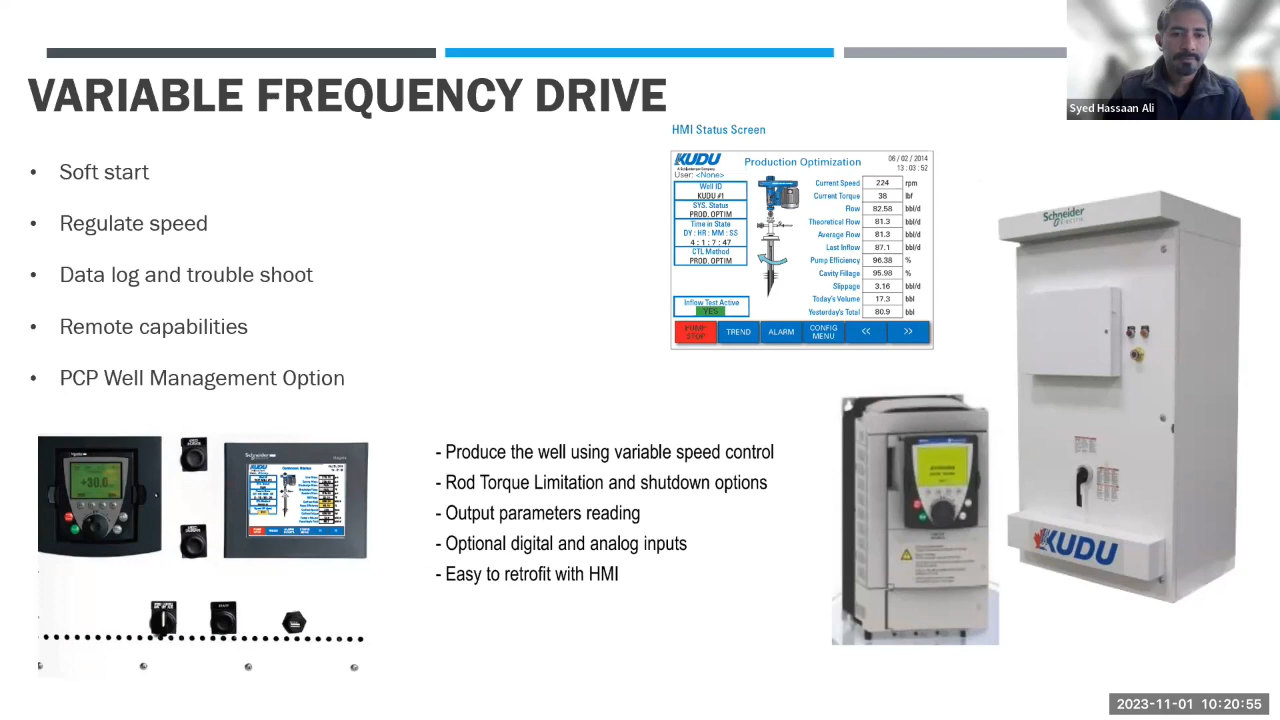 Syed Hassaan Ali
VARIABLE FREQUENCY DRIVE
• Soft start
• Regulate speed
• Data log and trouble shoot
• Remote capabilities
• PCP Well Management Option
HMI Status Screen
KUDU
A Schlumberger Company
User: <None>
Production Optimization
06 / 02 / 2014
13 : 03 : 52
Well ID
KUDU #1
SYS. Status
PROD. OPTIM
Time in State
DY : HR : MM : SS
4 : 1 : 7 : 47
CTL Method
PROD. OPTIM
Inflow Test Active
YES
Current Speed 224 rpm
Current Torque 38 lbf
Flow 82.58 bbl/d
Theoretical Flow 81.3 bbl/d
Average Flow 81.3 bbl/d
Last Inflow 87.1 bbl/d
Pump Efficiency 96.38 %
Cavity Fillage 95.98 %
Slippage 3.16 bbl/d
Today's Volume 17.3 bbl
Yesterday's Total 80.9 bbl
PUMP STOP TREND ALARM CONFIG MENU << >>
- Produce the well using variable speed control
- Rod Torque Limitation and shutdown options
- Output parameters reading
- Optional digital and analog inputs
- Easy to retrofit with HMI
+30.0
Schneider
KUDU
Schneider
Electric
KUDU
2023-11-01 10:20:55